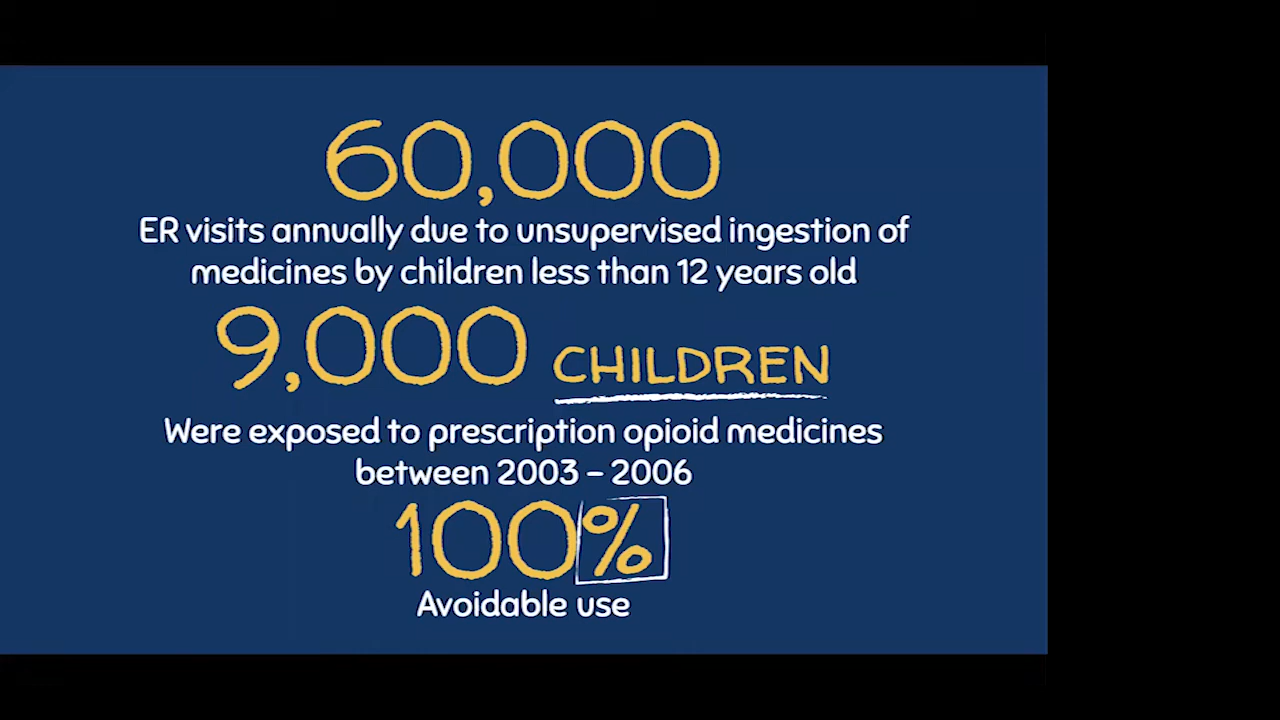 60,000
ER visits annually due to unsupervised ingestion of
medicines by children less than 12 years old
9,000 CHILDREN
Were exposed to prescription opioid medicines
between 2003 – 2006
100%
Avoidable use